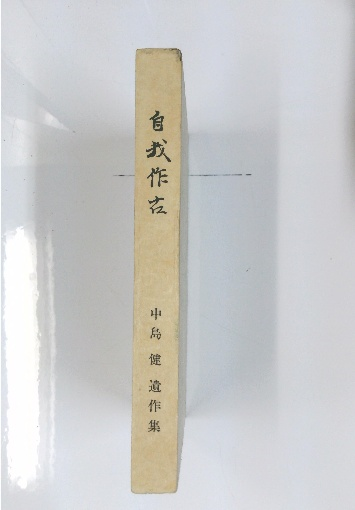 自我作古
中島 健 遺作集